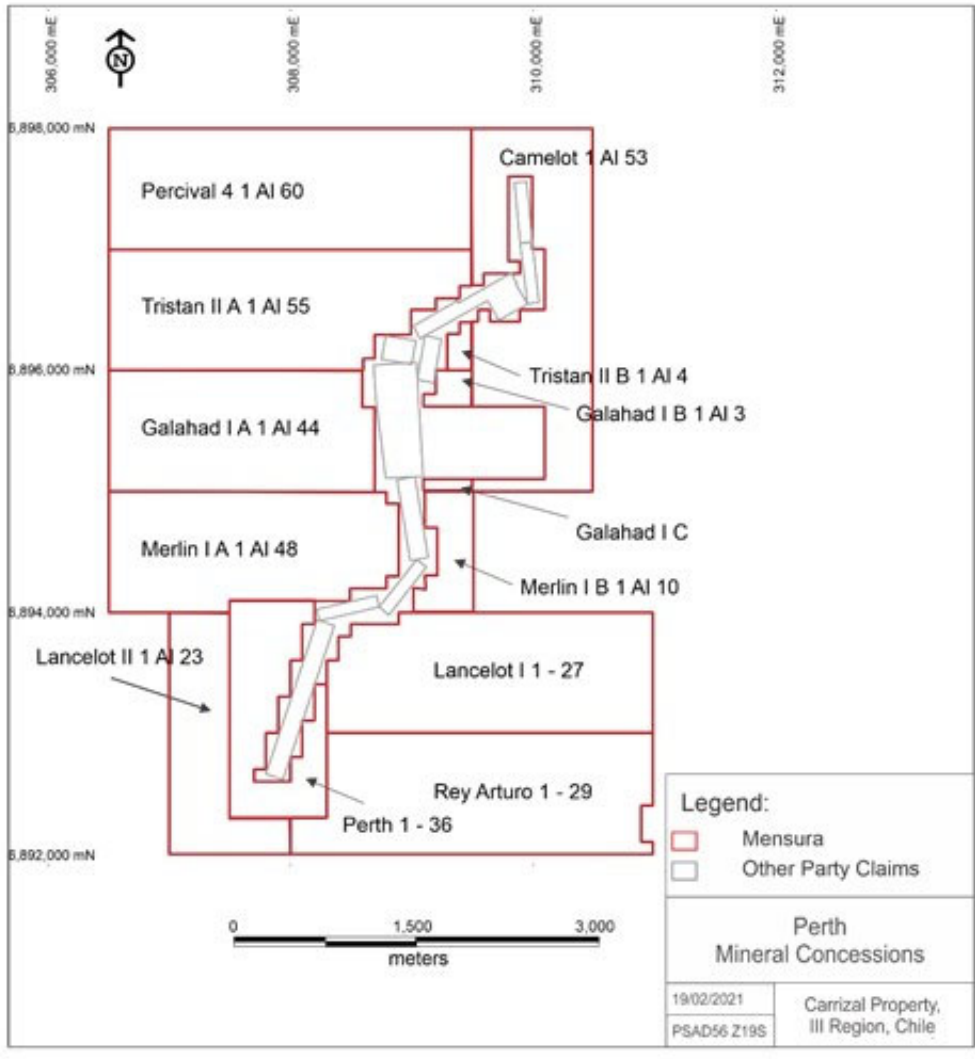 306,000 mE
308,000 mE
310,000 mE
312,000 mE
N
6,898,000 mN
Camelot 1 Al 53
Percival 4 1 Al 60
Tristan II A 1 Al 55
6,896,000 mN
Tristan II B 1 Al 4
Galahad I B 1 Al 3
Galahad I A 1 Al 44
Galahad I C
Merlin I A 1 Al 48
Merlin I B 1 Al 10
6,894,000 mN
Lancelot II 1 Al 23
Lancelot I 1 - 27
Rey Arturo 1 - 29
Perth 1 - 36
6,892,000 mN
Legend:
Mensura
Other Party Claims
0 1,500 3,000
meters
Perth
Mineral Concessions
19/02/2021
PSAD56 Z19S
Carrizal Property,
III Region, Chile